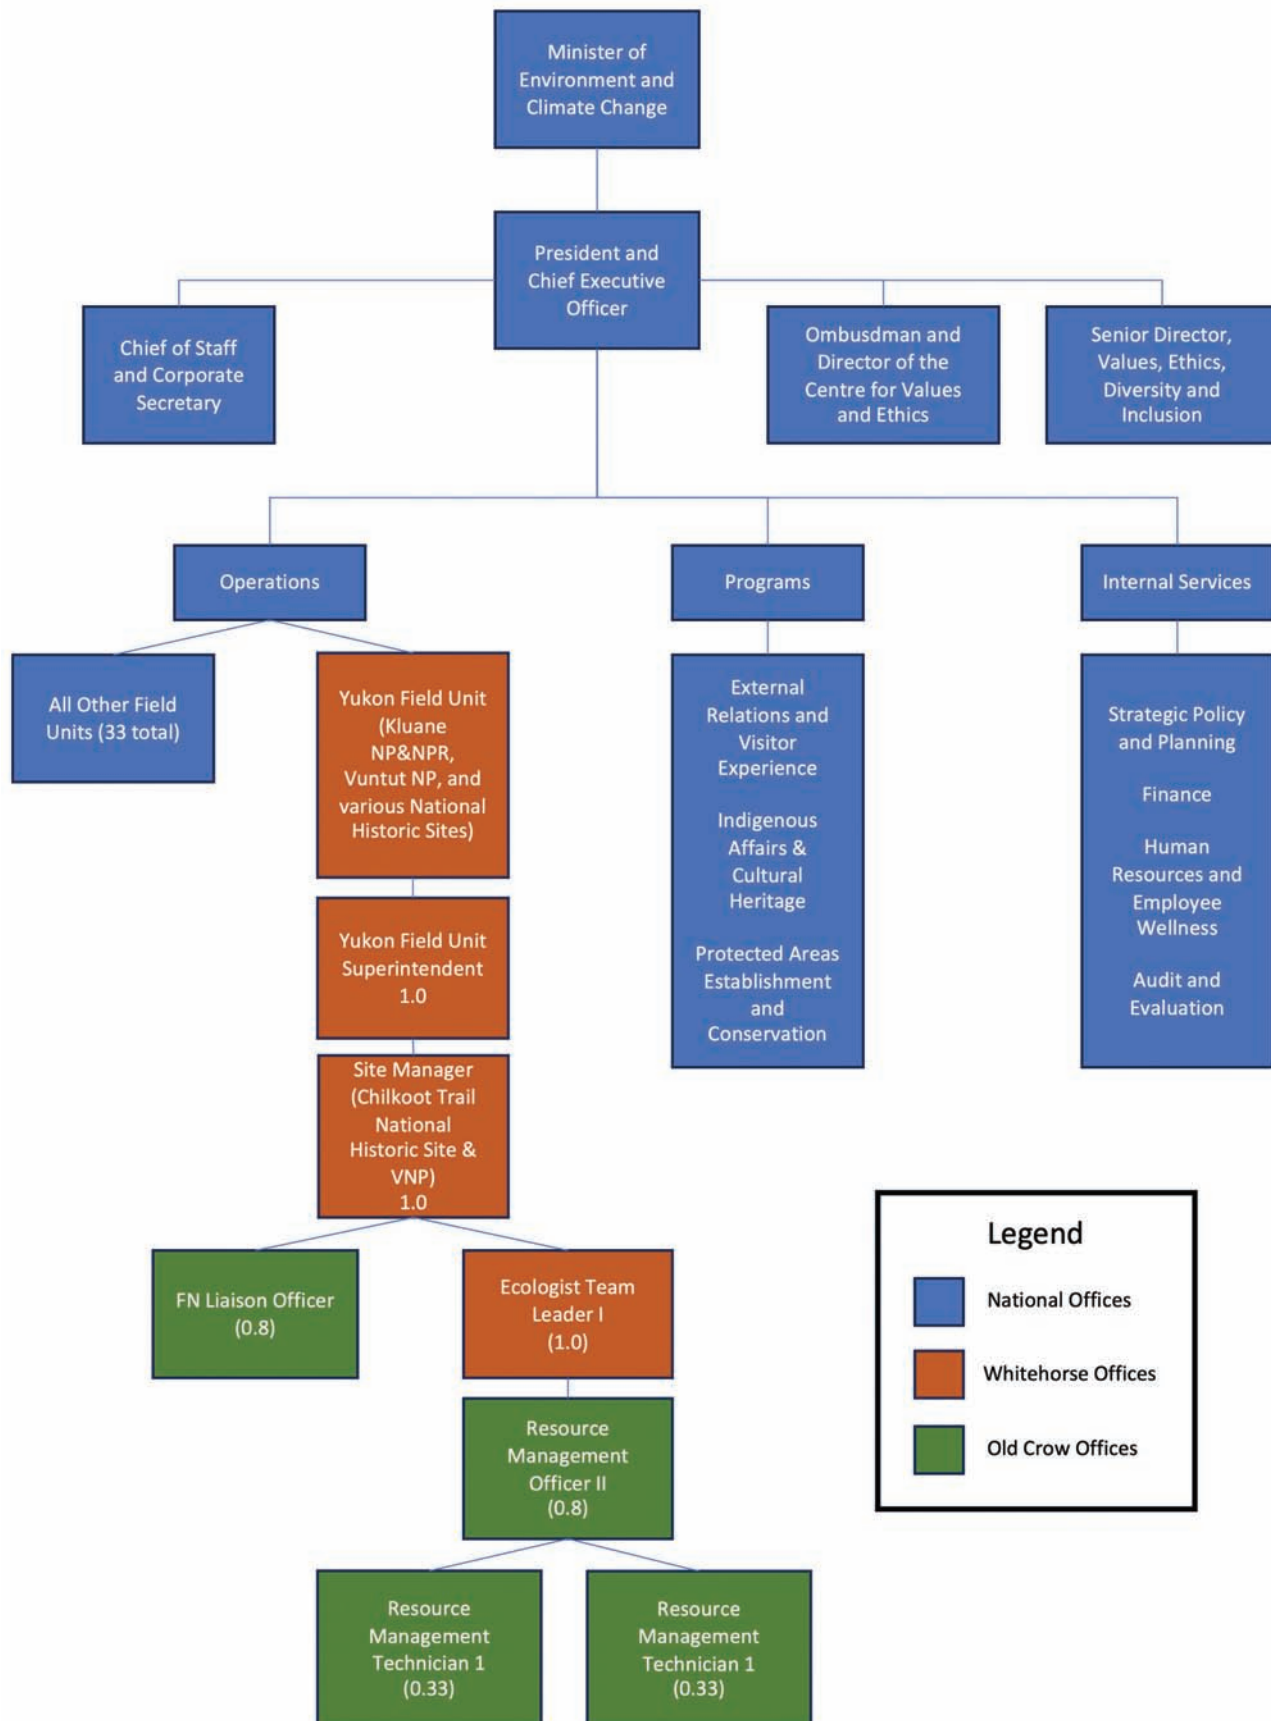 Minister of
Environment and
Climate Change
President and
Chief Executive
Officer
Chief of Staff
and Corporate
Secretary
Ombusdman and
Director of the
Centre for Values
and Ethics
Senior Director,
Values, Ethics,
Diversity and
Inclusion
Operations
Programs
Internal Services
All Other Field
Units (33 total)
Yukon Field Unit
(Kluane
NP&NPR,
Vuntut NP, and
various National
Historic Sites)
External
Relations and
Visitor
Experience
Indigenous
Affairs &
Cultural
Heritage
Protected Areas
Establishment
and
Conservation
Strategic Policy
and Planning
Finance
Human
Resources and
Employee
Wellness
Audit and
Evaluation
Yukon Field Unit
Superintendent
1.0
Site Manager
(Chilkoot Trail
National
Historic Site &
VNP)
1.0
FN Liaison Officer
(0.8)
Ecologist Team
Leader I
(1.0)
Resource
Management
Officer II
(0.8)
Resource
Management
Technician 1
(0.33)
Resource
Management
Technician 1
(0.33)
Legend
National Offices
Whitehorse Offices
Old Crow Offices